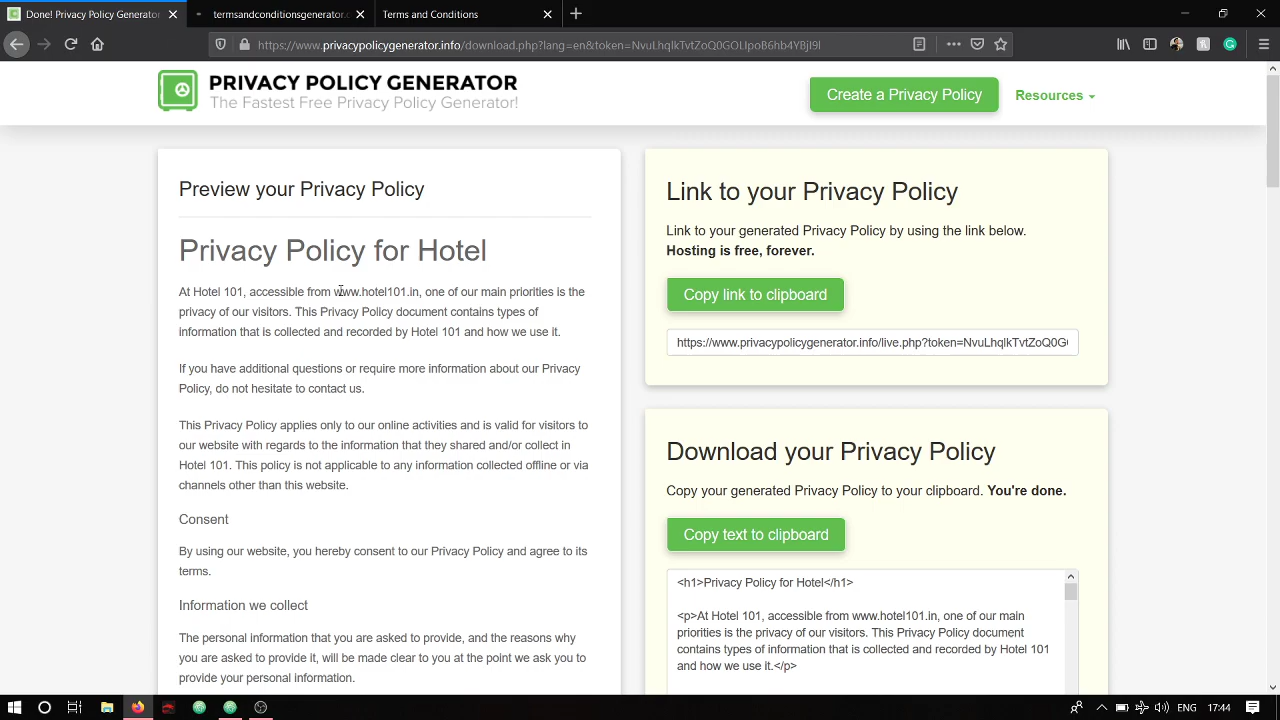 Done! Privacy Policy Generator
termsandconditionsgenerator.c
Terms and Conditions
https://www.privacypolicygenerator.info/download.php?lang=en&token=
PRIVACY POLICY GENERATOR
The Fastest Free Privacy Policy Generator!
Create a Privacy Policy
Resources
Preview your Privacy Policy
Privacy Policy for Hotel
At Hotel 101, accessible from www.hotel101.in, one of our main priorities is the
privacy of our visitors. This Privacy Policy document contains types of
information that is collected and recorded by Hotel 101 and how we use it.
If you have additional questions or require more information about our Privacy
Policy, do not hesitate to contact us.
This Privacy Policy applies only to our online activities and is valid for visitors to
our website with regards to the information that they shared and/or collect in
Hotel 101. This policy is not applicable to any information collected offline or via
channels other than this website.
Consent
By using our website, you hereby consent to our Privacy Policy and agree to its
terms.
Information we collect
The personal information that you are asked to provide, and the reasons why
you are asked to provide it, will be made clear to you at the point we ask you to
provide your personal information.
Link to your Privacy Policy
Link to your generated Privacy Policy by using the link below.
Hosting is free, forever.
Copy link to clipboard
https://www.privacypolicygenerator.info/live.php?token=
Download your Privacy Policy
Copy your generated Privacy Policy to your clipboard. You're done.
Copy text to clipboard
<h1>Privacy Policy for Hotel</h1>
<p>At Hotel 101, accessible from www.hotel101.in, one of our main
priorities is the privacy of our visitors. This Privacy Policy document
contains types of information that is collected and recorded by Hotel 101
and how we use it.</p>
ENG
17:44